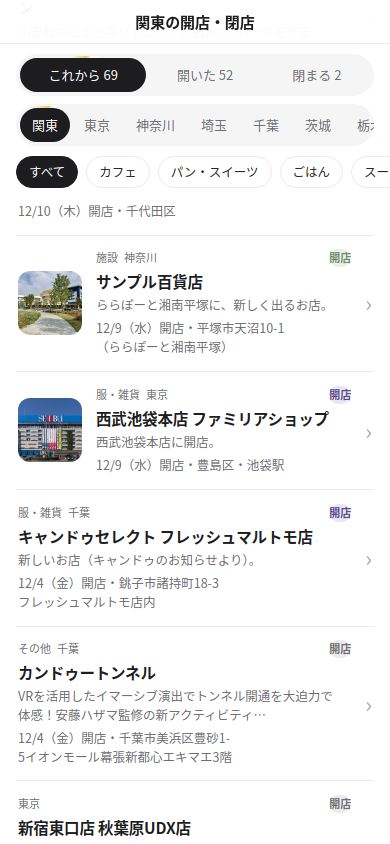 関東の開店・閉店
これから 69
開いた 52
閉まる 2
関東
東京
神奈川
埼玉
千葉
茨城
すべて
カフェ
パン・スイーツ
ごはん
スー
12/10（木）開店・千代田区
施設 神奈川
開店
サンプル百貨店
ららぽーと湘南平塚に、新しく出るお店。
12/9（水）開店・平塚市天沼10-1
（ららぽーと湘南平塚）
SEIBU
服・雑貨 東京
開店
西武池袋本店 ファミリアショップ
西武池袋本店に開店。
12/9（水）開店・豊島区・池袋駅
服・雑貨 千葉
開店
キャンドゥセレクト フレッシュマルトモ店
新しいお店（キャンドゥのお知らせより）。
12/4（金）開店・銚子市諸持町18-3
フレッシュマルトモ店内
その他 千葉
開店
カンドゥートンネル
VRを活用したイマーシブ演出でトンネル開通を大迫力で
体感！安藤ハザマ監修の新アクティビティ…
12/4（金）開店・千葉市美浜区豊砂1-
5イオンモール幕張新都心エキマエ3階
東京
開店
新宿東口店 秋葉原UDX店